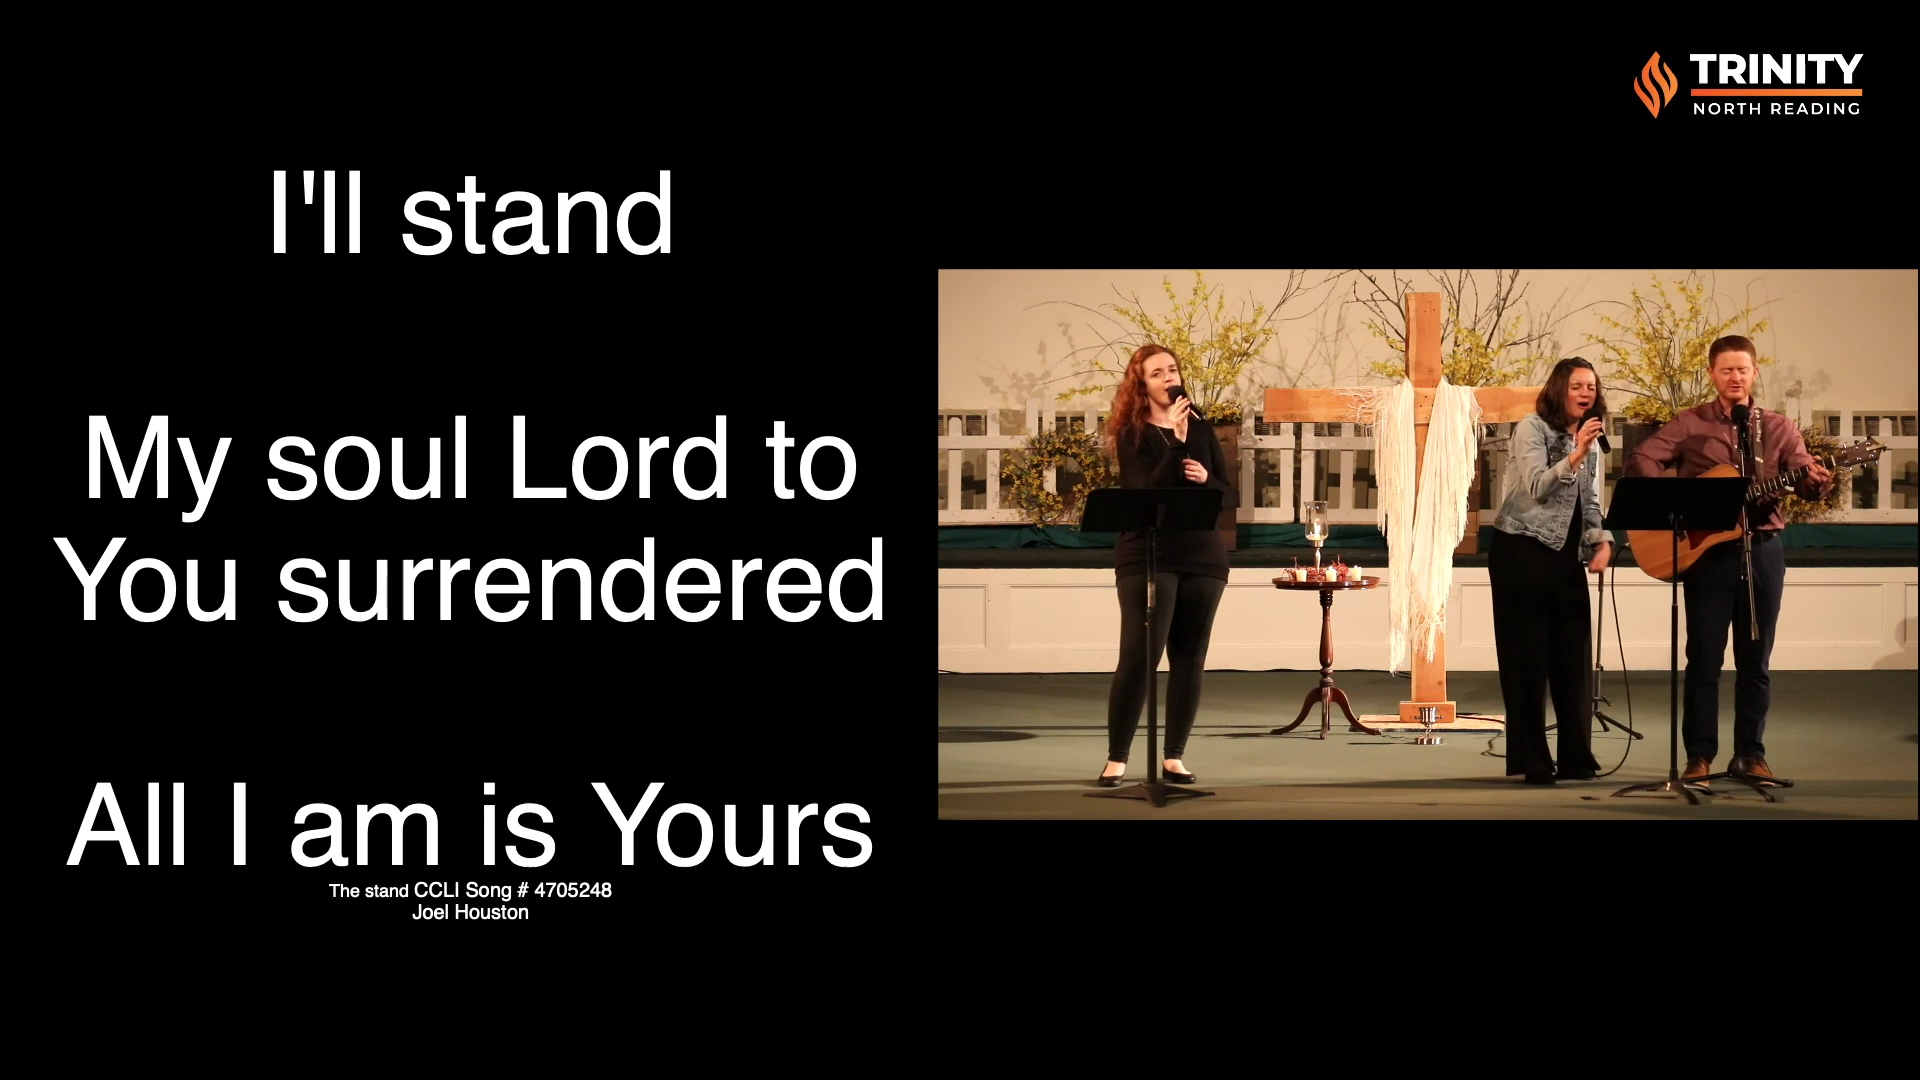 TRINITY
NORTH READING
I'll stand
My soul Lord to
You surrendered
All I am is Yours
The stand CCLI Song # 4705248
Joel Houston